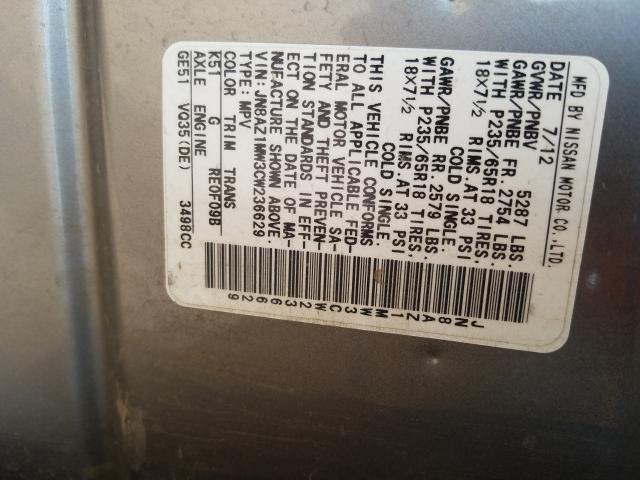 MFD BY NISSAN MOTOR CO.,LTD.
DATE 7/12
GVWR/PNBV 5287 LBS.
GAWR/PNBE FR. 2754 LBS.
WITH P235/65R18 TIRES,
18X7½ RIMS.AT 33 PSI
COLD SINGLE.
GAWR/PNBE RR 2579 LBS.
WITH P235/65R18 TIRES,
18X7½ RIMS.AT 33 PSI
COLD SINGLE.
THIS VEHICLE CONFORMS
TO ALL APPLICABLE FED-
ERAL MOTOR VEHICLE SA-
FETY AND THEFT PREVEN-
TION STANDARDS IN EFF-
ECT ON THE DATE OF MA-
NUFACTURE SHOWN ABOVE.
VIN:JN8AZ1MW3CW236629
TYPE: MPV
COLOR TRIM TRANS
K51 G RE0F09B
AXLE ENGINE
GE51 VQ35(DE) 3498CC
JN8AZ1MW3CW236629